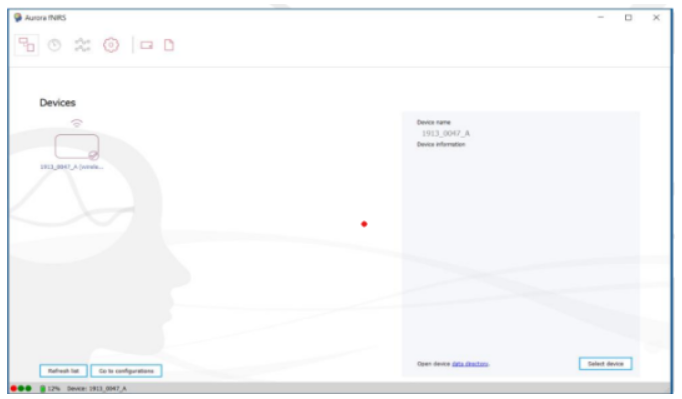 Aurora fNIRS
Devices
1913_0047_A (wirele...
Device name
1913_0047_A
Device information
Open device data directory.
Select device
Refresh list
Go to configurations
12% Device: 1913_0047_A